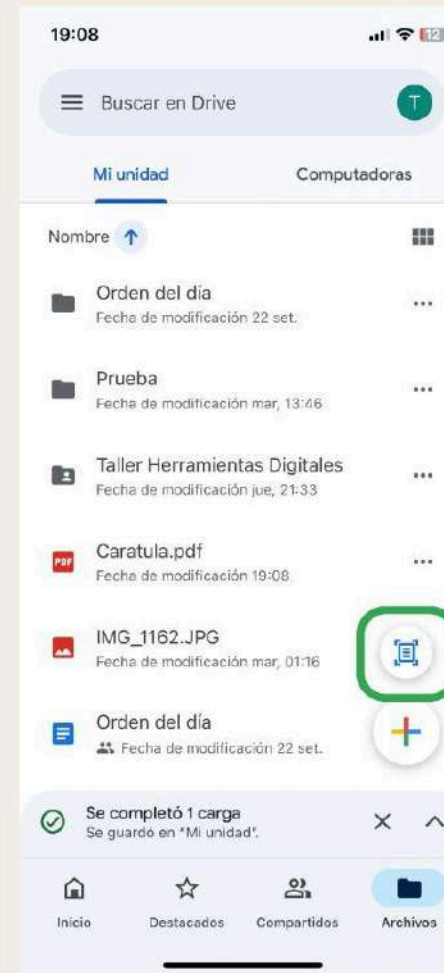 19:08
12
Buscar en Drive
T
Mi unidad
Computadoras
Nombre
Orden del día
Fecha de modificación 22 set.
Prueba
Fecha de modificación mar, 13:46
Taller Herramientas Digitales
Fecha de modificación jue, 21:33
PDF
Caratula.pdf
Fecha de modificación 19:08
IMG_1162.JPG
Fecha de modificación mar, 01:16
Orden del día
Fecha de modificación 22 set.
Se completó 1 carga
Se guardó en "Mi unidad".
Inicio
Destacados
Compartidos
Archivos